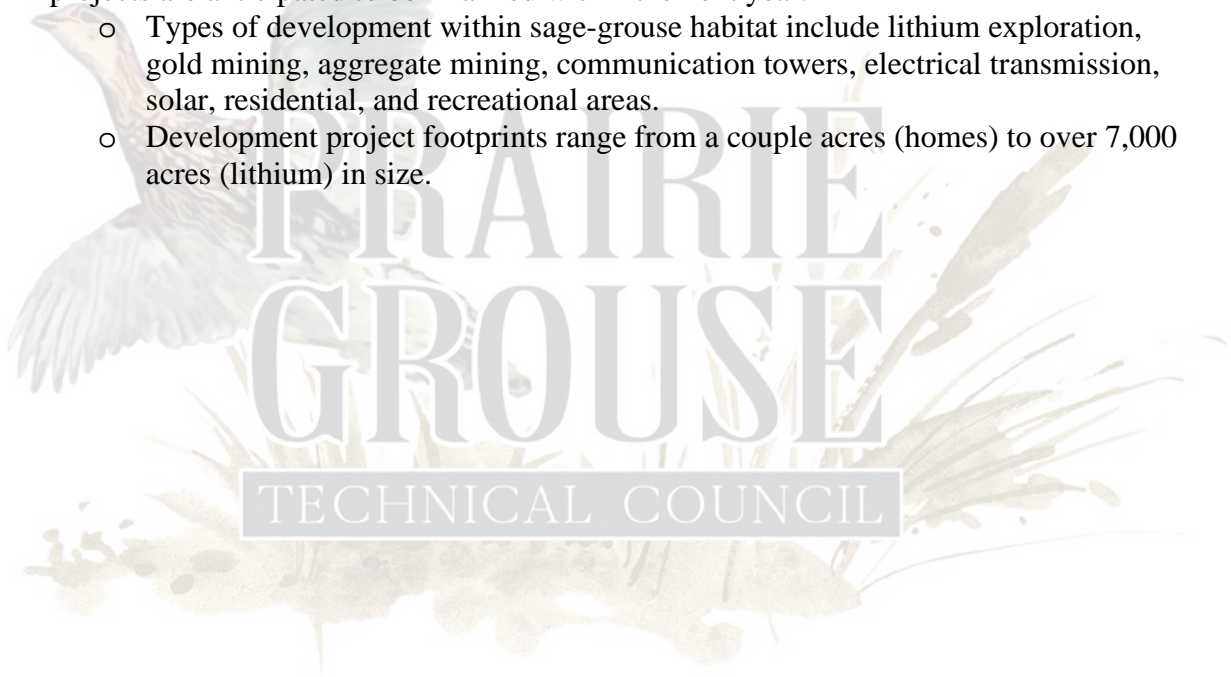 o Types of development within sage-grouse habitat include lithium exploration,
gold mining, aggregate mining, communication towers, electrical transmission,
solar, residential, and recreational areas.
o Development project footprints range from a couple acres (homes) to over 7,000
acres (lithium) in size.
PRAIRIE
GROUSE
TECHNICAL COUNCIL